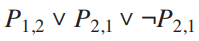 P1,2 ∨ P2,1 ∨ ¬P2,1